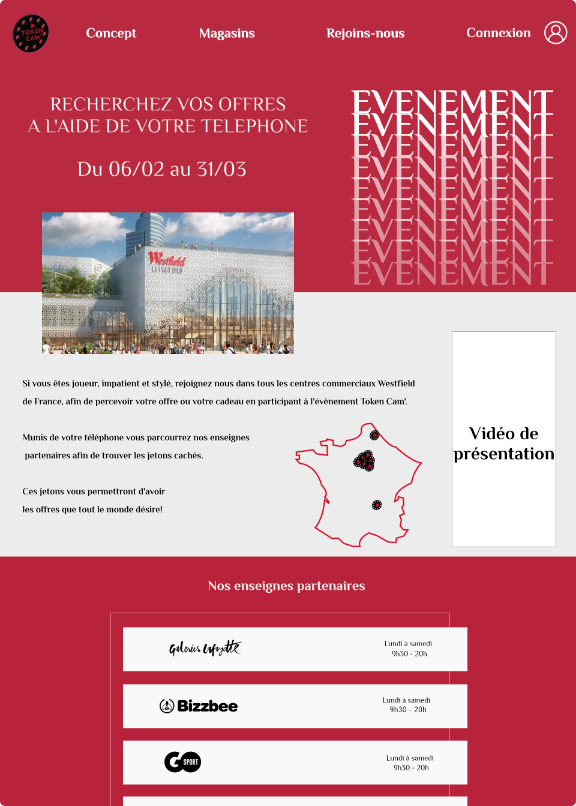 TOKEN
CAM'
Concept
Magasins
Rejoins-nous
Connexion
RECHERCHEZ VOS OFFRES
A L'AIDE DE VOTRE TELEPHONE
Du 06/02 au 31/03
EVENEMENT
EVENEMENT
EVENEMENT
EVENEMENT
EVENEMENT
EVENEMENT
EVENEMENT
EVENEMENT
EVENEMENT
Westfield
Si vous êtes joueur, impatient et stylé, rejoignez nous dans tous les centres commerciaux Westfield
de France, afin de percevoir votre offre ou votre cadeau en participant à l'évènement Token Cam'.
Munis de votre téléphone vous parcourrez nos enseignes
partenaires afin de trouver les jetons cachés.
Ces jetons vous permettront d'avoir
les offres que tout le monde désire!
Vidéo de
présentation
Nos enseignes partenaires
Galeries Lafayette
Lundi à samedi
9h30 - 20h
Bizzbee
Lundi à samedi
9h30 - 20h
GO SPORT
Lundi à samedi
9h30 - 20h